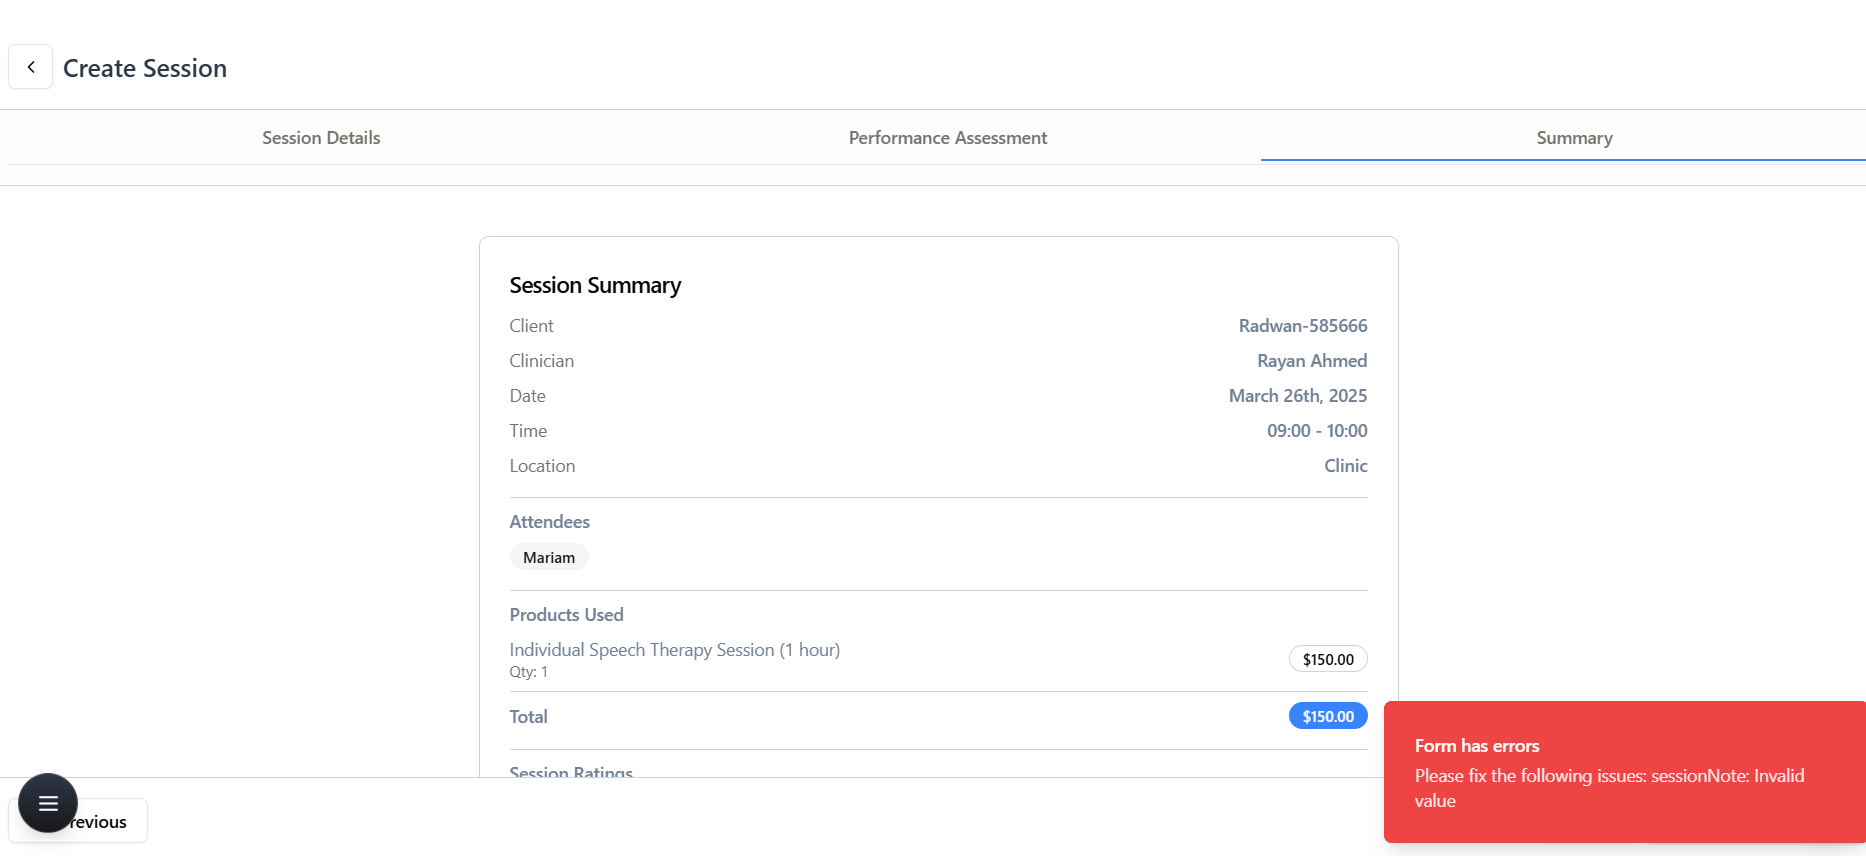 Create Session
Session Details
Performance Assessment
Summary
Session Summary
Client
Radwan-585666
Clinician
Rayan Ahmed
Date
March 26th, 2025
Time
09:00 - 10:00
Location
Clinic
Attendees
Mariam
Products Used
Individual Speech Therapy Session (1 hour)
Qty: 1
$150.00
Total
$150.00
Session Ratings
revious
Form has errors
Please fix the following issues: sessionNote: Invalid
value